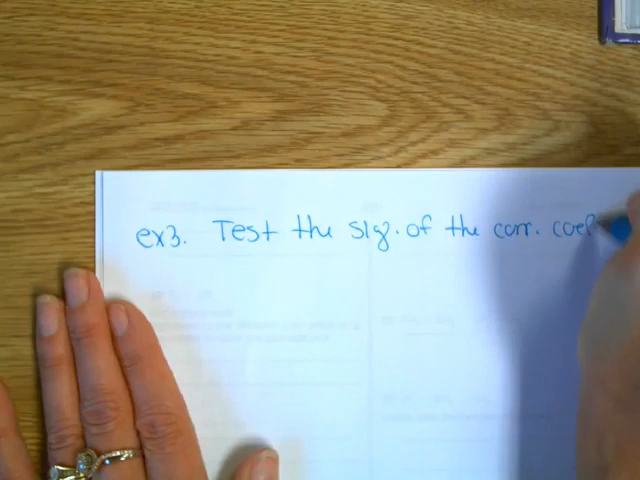 ex3. Test the sig. of the corr. coef